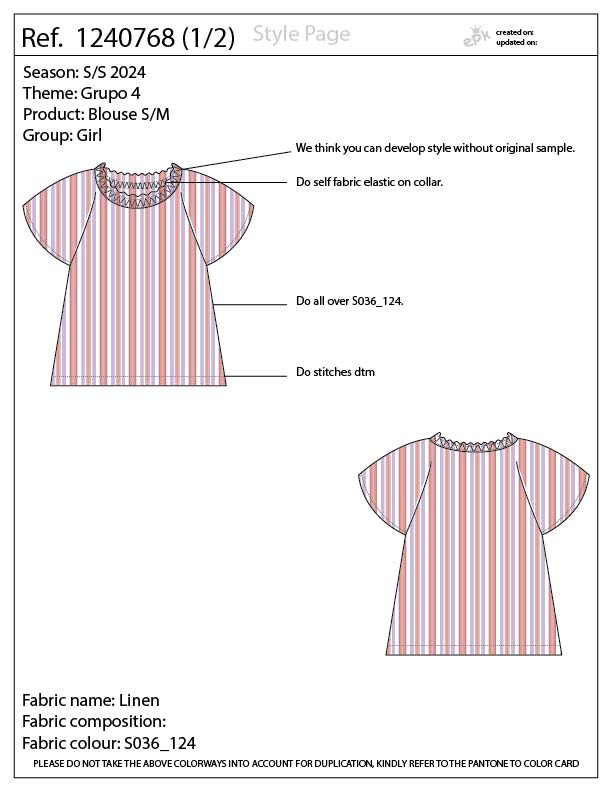 Ref. 1240768 (1/2)
Style Page
epk
created on:
updated on:
Season: S/S 2024
Theme: Grupo 4
Product: Blouse S/M
Group: Girl
We think you can develop style without original sample.
Do self fabric elastic on collar.
Do all over S036_124.
Do stitches dtm
Fabric name: Linen
Fabric composition:
Fabric colour: S036_124
PLEASE DO NOT TAKE THE ABOVE COLORWAYS INTO ACCOUNT FOR DUPLICATION, KINDLY REFER TO THE PANTONE TO COLOR CARD